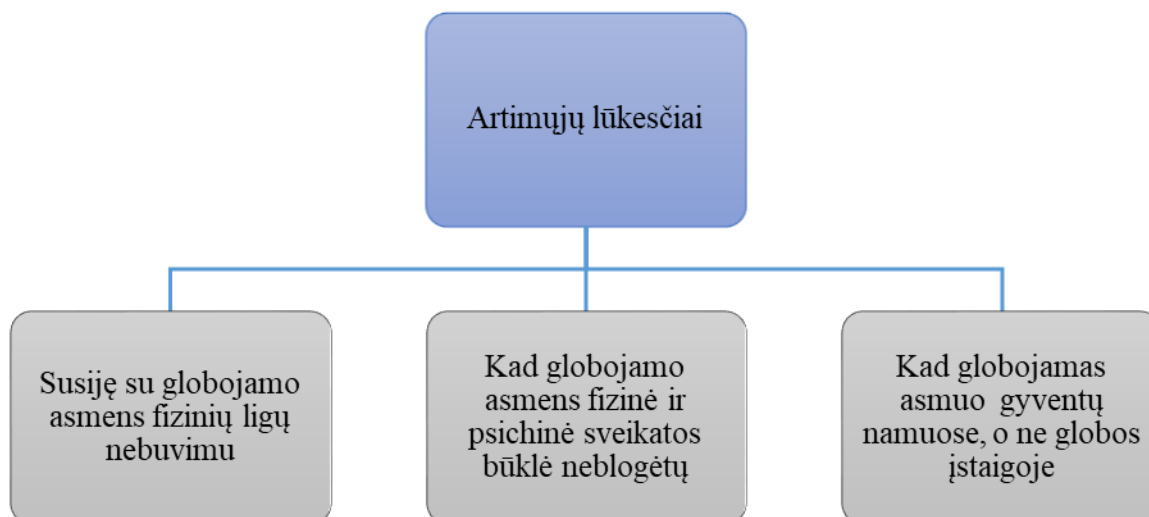 Artimųjų lūkesčiai
Susiję su globojamo
asmens fizinių ligų
nebuvimu
Kad globojamo
asmens fizinė ir
psichinė sveikatos
būklė neblogėtų
Kad globojamas
asmuo gyventų
namuose, o ne globos
įstaigoje